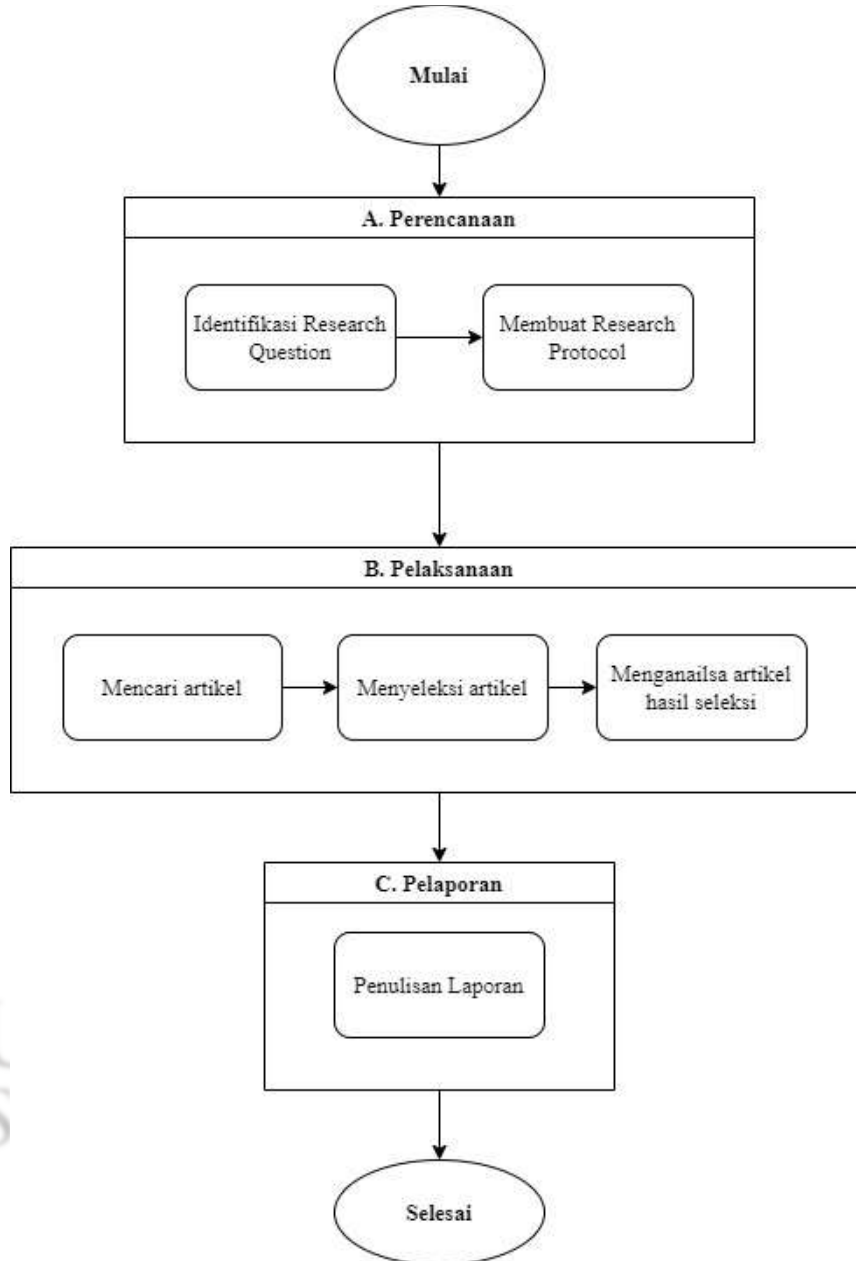 Mulai
A. Perencanaan
Identifikasi Research
Question
Membuat Research
Protocol
B. Pelaksanaan
Mencari artikel
Menyeleksi artikel
Menganailsa artikel
hasil seleksi
C. Pelaporan
Penulisan Laporan
Selesai